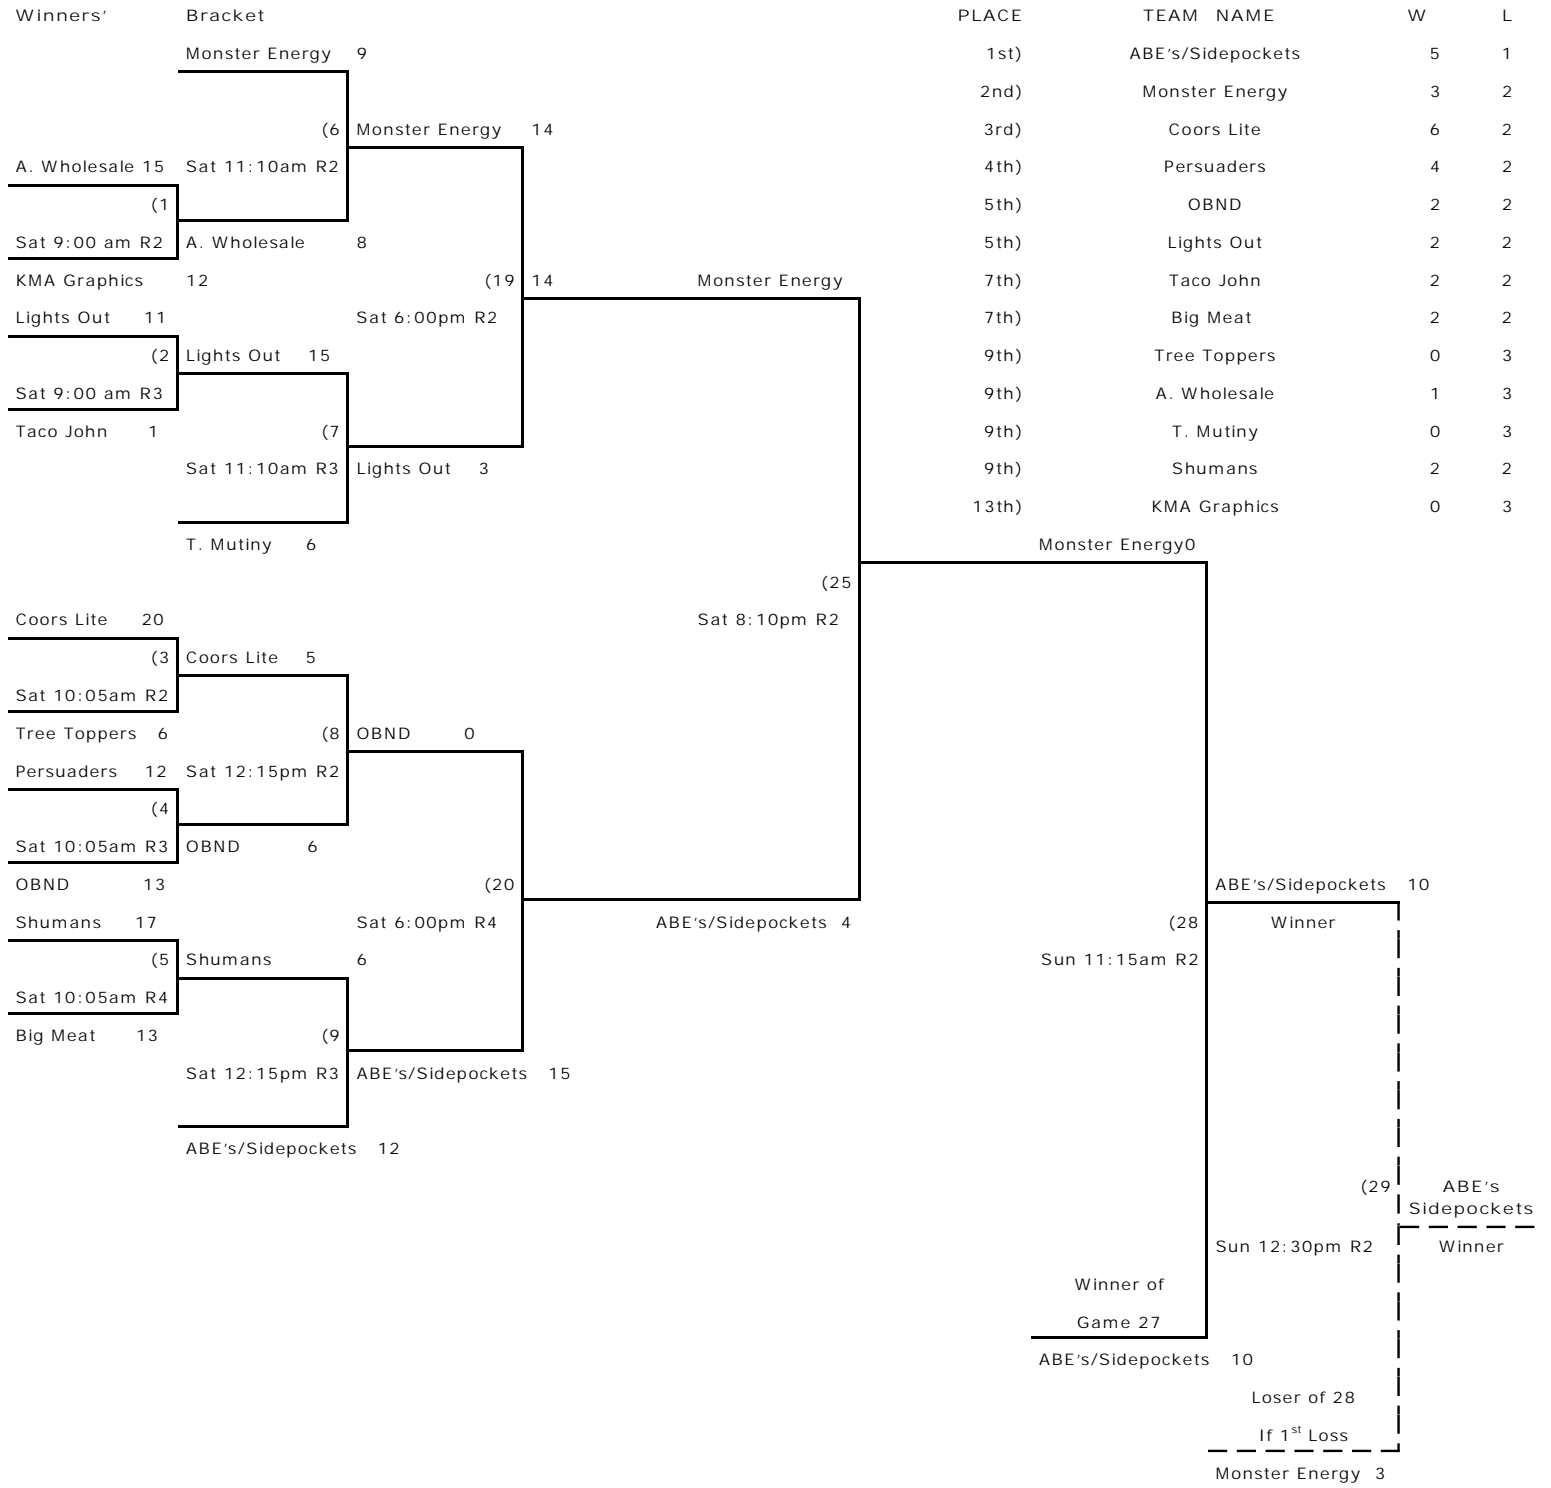 Winners' Bracket PLACE TEAM NAME W L
Monster Energy 9 1st) ABE's/Sidepockets 5 1
2nd) Monster Energy 3 2
(6 Monster Energy 14 3rd) Coors Lite 6 2
A. Wholesale 15 Sat 11:10am R2 4th) Persuaders 4 2
(1 5th) OBND 2 2
Sat 9:00 am R2 A. Wholesale 8 5th) Lights Out 2 2
KMA Graphics 12 (19 14 Monster Energy 7th) Taco John 2 2
Lights Out 11 Sat 6:00pm R2 7th) Big Meat 2 2
(2 Lights Out 15 9th) Tree Toppers 0 3
Sat 9:00 am R3 9th) A. Wholesale 1 3
Taco John 1 (7 9th) T. Mutiny 0 3
Sat 11:10am R3 Lights Out 3 9th) Shumans 2 2
13th) KMA Graphics 0 3
T. Mutiny 6 Monster Energy0
(25
Coors Lite 20 Sat 8:10pm R2
(3 Coors Lite 5
Sat 10:05am R2
Tree Toppers 6 (8 OBND 0
Persuaders 12 Sat 12:15pm R2
(4
Sat 10:05am R3 OBND 6
OBND 13 (20 ABE's/Sidepockets 10
Shumans 17 Sat 6:00pm R4 ABE's/Sidepockets 4 (28 Winner
(5 Shumans 6 Sun 11:15am R2
Sat 10:05am R4
Big Meat 13 (9
Sat 12:15pm R3 ABE's/Sidepockets 15
ABE's/Sidepockets 12
(29 ABE's
Sidepockets
Sun 12:30pm R2 Winner
Winner of
Game 27
ABE's/Sidepockets 10
Loser of 28
If 1st Loss
Monster Energy 3